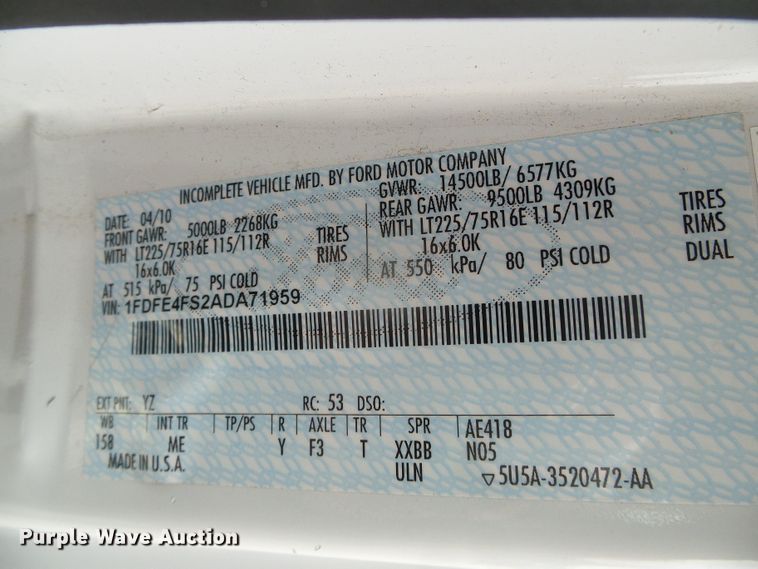 INCOMPLETE VEHICLE MFD. BY FORD MOTOR COMPANY
DATE: 04/10
GVWR: 14500LB/ 6577KG
FRONT GAWR: 5000LB 2268KG
REAR GAWR: 9500LB 4309KG
WITH LT225/75R16E 115/112R TIRES
WITH LT225/75R16E 115/112R TIRES
16x6.0K RIMS
16x6.0K RIMS
AT 515 kPa/ 75 PSI COLD
AT 550 kPa/ 80 PSI COLD DUAL
VIN: 1FDFE4FS2ADA71959
EXT PNT: YZ RC: 53 DSO:
WB INT TR TP/PS R AXLE TR SPR AE418
158 ME Y F3 T XXBB N05
MADE IN U.S.A. ULN ▽5U5A-3520472-AA
Purple Wave Auction